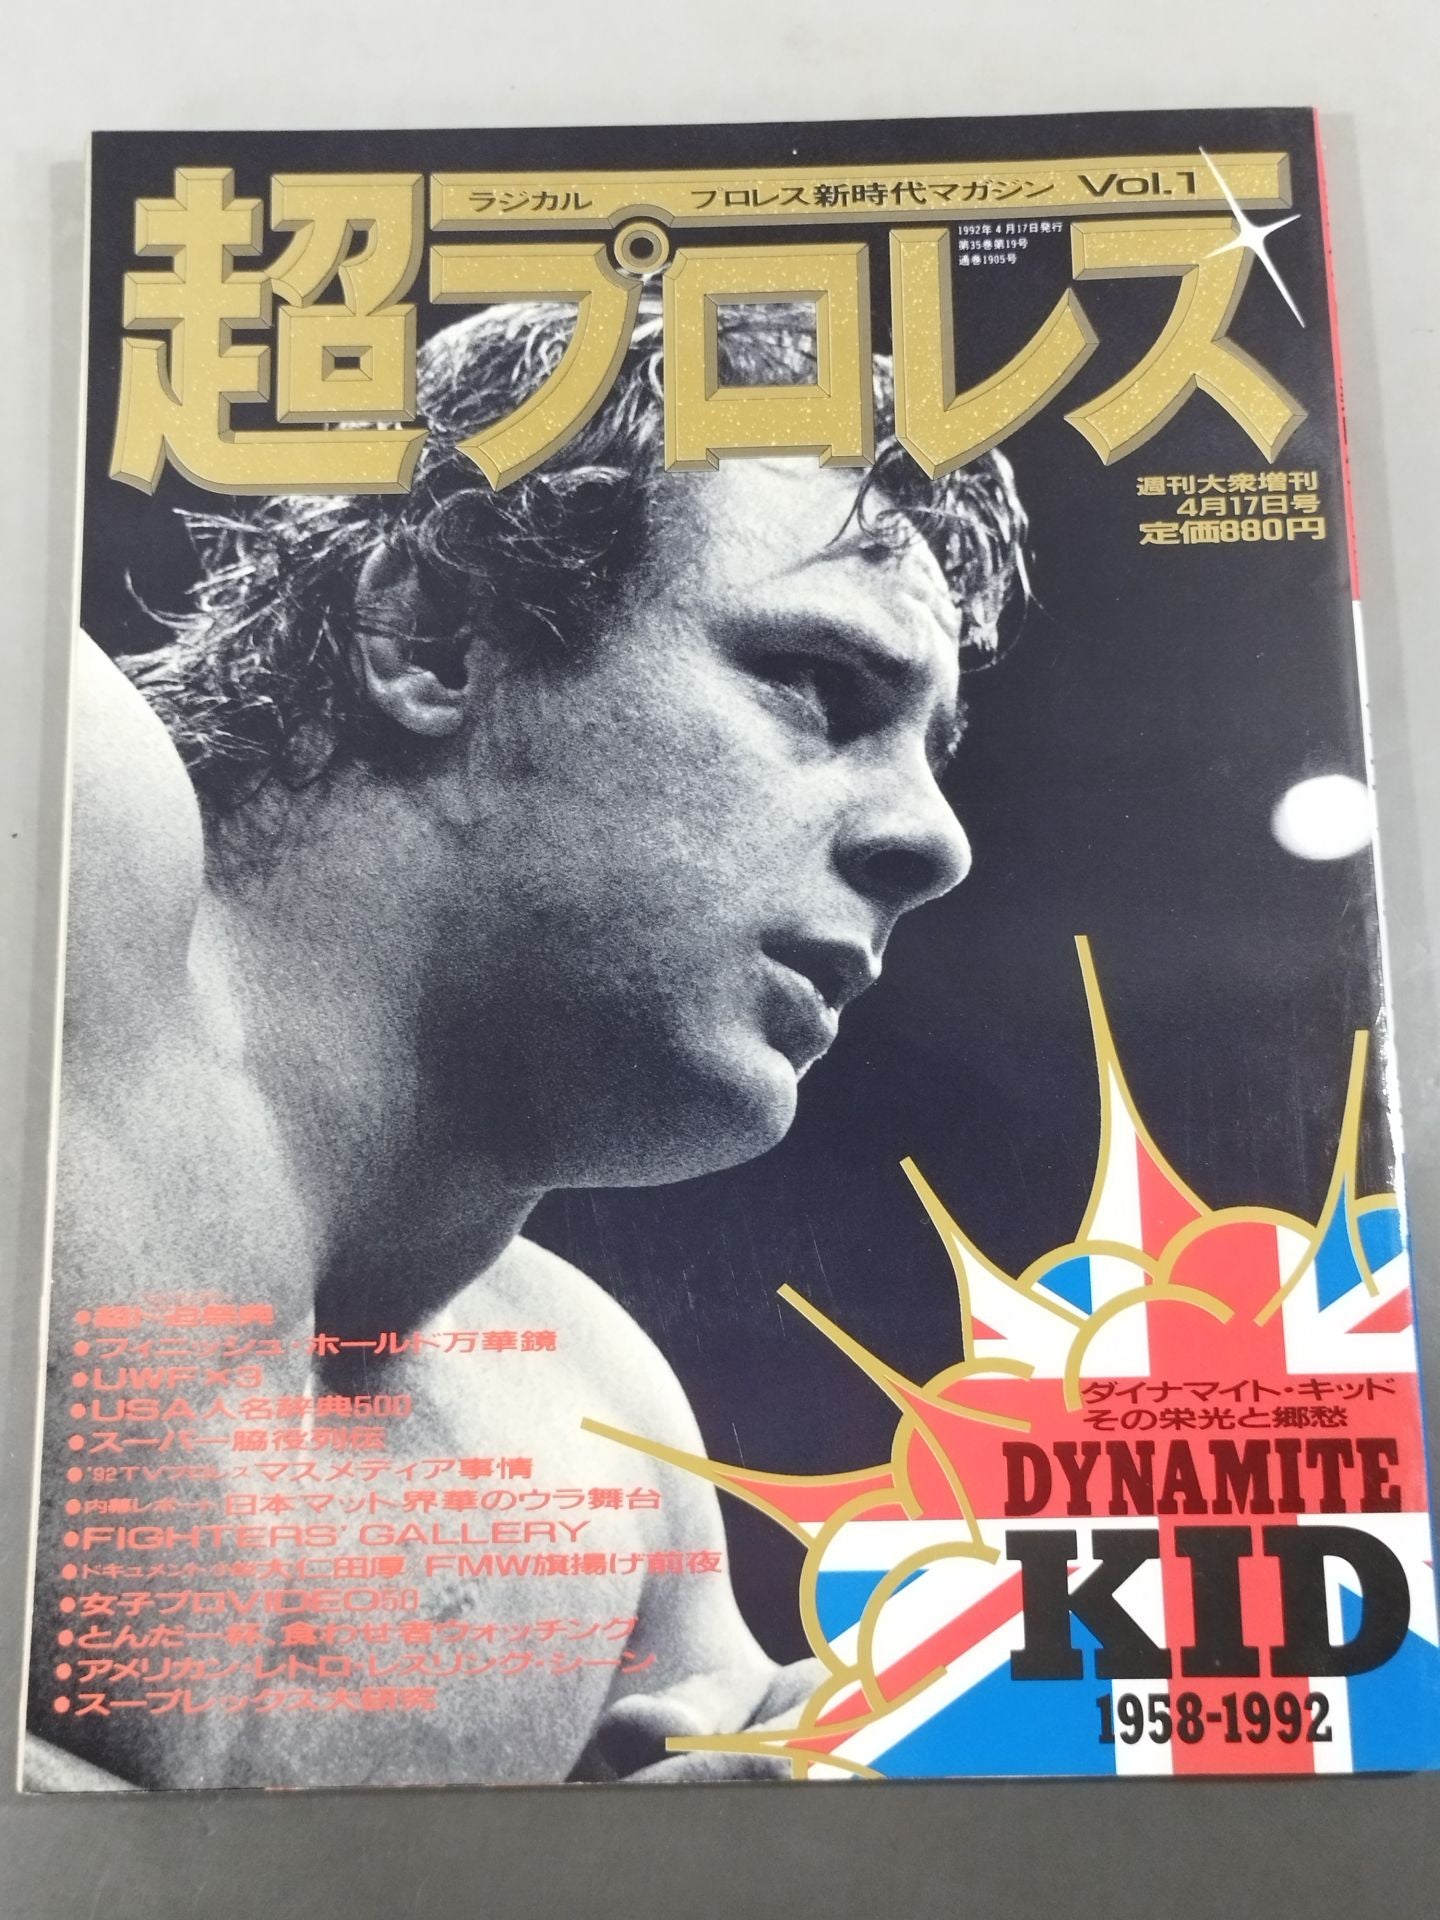 ラジカル プロレス新時代マガジン Vol.1
超プロレス
1992年4月17日発行
第35巻第19号
通巻1905号
週刊大衆増刊
4月17日号
定価880円
●超ド迫祭典
●フィニッシュ・ホールド万華鏡
●UWF×3
●USA人名辞典500
●スーパー脇役列伝
●'92TVプロレスマスメディア事情
●内幕レポート日本マット界華のウラ舞台
●FIGHTERS' GALLERY
●ドキュメント小説大仁田厚/FMW旗揚げ前夜
●女子プロVIDEO50
●とんだ一杯、食わせ者ウォッチング
●アメリカン・レトロ・レスリング・シーン
●スープレックス大研究
ダイナマイト・キッド
その栄光と郷愁
DYNAMITE
KID
1958-1992